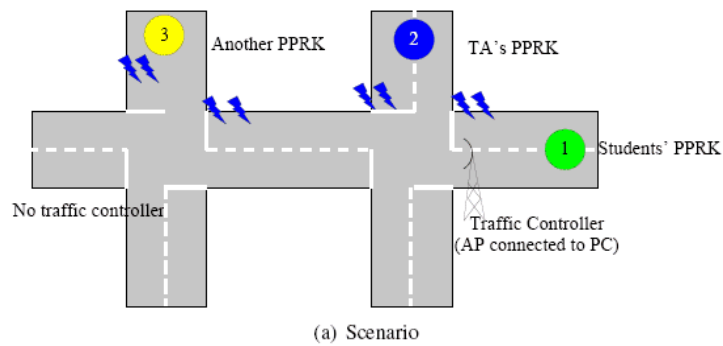 3
Another PPRK
2
TA's PPRK
1
Students' PPRK
No traffic controller
Traffic Controller
(AP connected to PC)
(a) Scenario